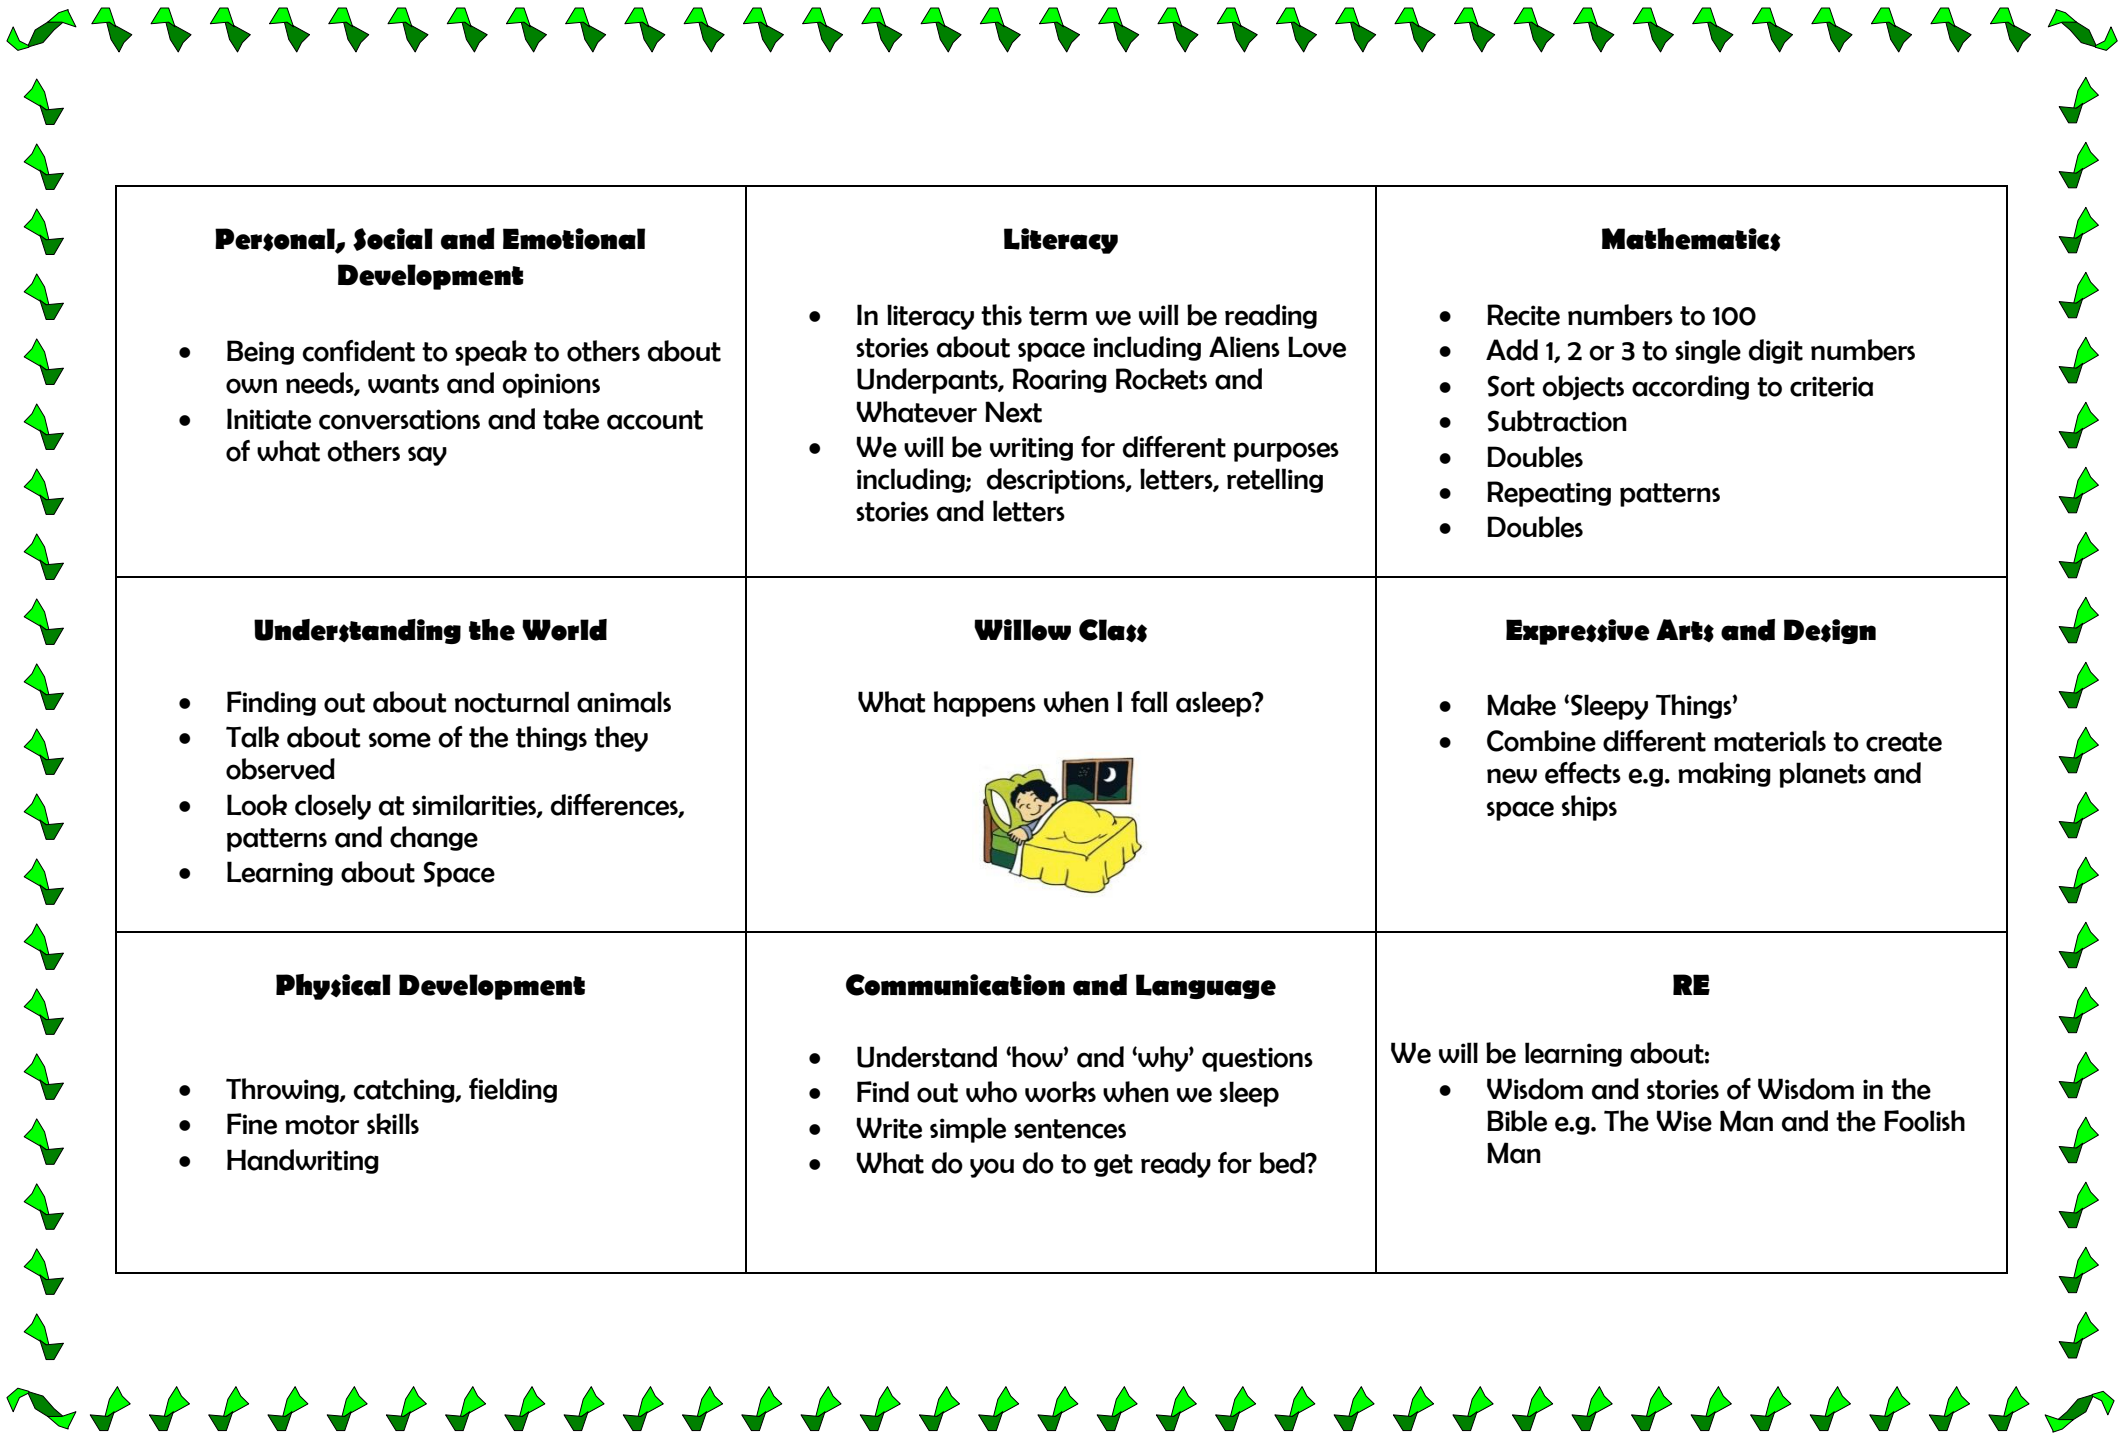 Personal, Social and Emotional
Development
• Being confident to speak to others about
own needs, wants and opinions
• Initiate conversations and take account
of what others say
Literacy
• In literacy this term we will be reading
stories about space including Aliens Love
Underpants, Roaring Rockets and
Whatever Next
• We will be writing for different purposes
including;  descriptions, letters, retelling
stories and letters
Mathematics
• Recite numbers to 100
• Add 1, 2 or 3 to single digit numbers
• Sort objects according to criteria
• Subtraction
• Doubles
• Repeating patterns
• Doubles
Understanding the World
• Finding out about nocturnal animals
• Talk about some of the things they
observed
• Look closely at similarities, differences,
patterns and change
• Learning about Space
Willow Class
What happens when I fall asleep?
Expressive Arts and Design
• Make ‘Sleepy Things’
• Combine different materials to create
new effects e.g. making planets and
space ships
Physical Development
• Throwing, catching, fielding
• Fine motor skills
• Handwriting
Communication and Language
• Understand ‘how’ and ‘why’ questions
• Find out who works when we sleep
• Write simple sentences
• What do you do to get ready for bed?
RE
We will be learning about:
• Wisdom and stories of Wisdom in the
Bible e.g. The Wise Man and the Foolish
Man